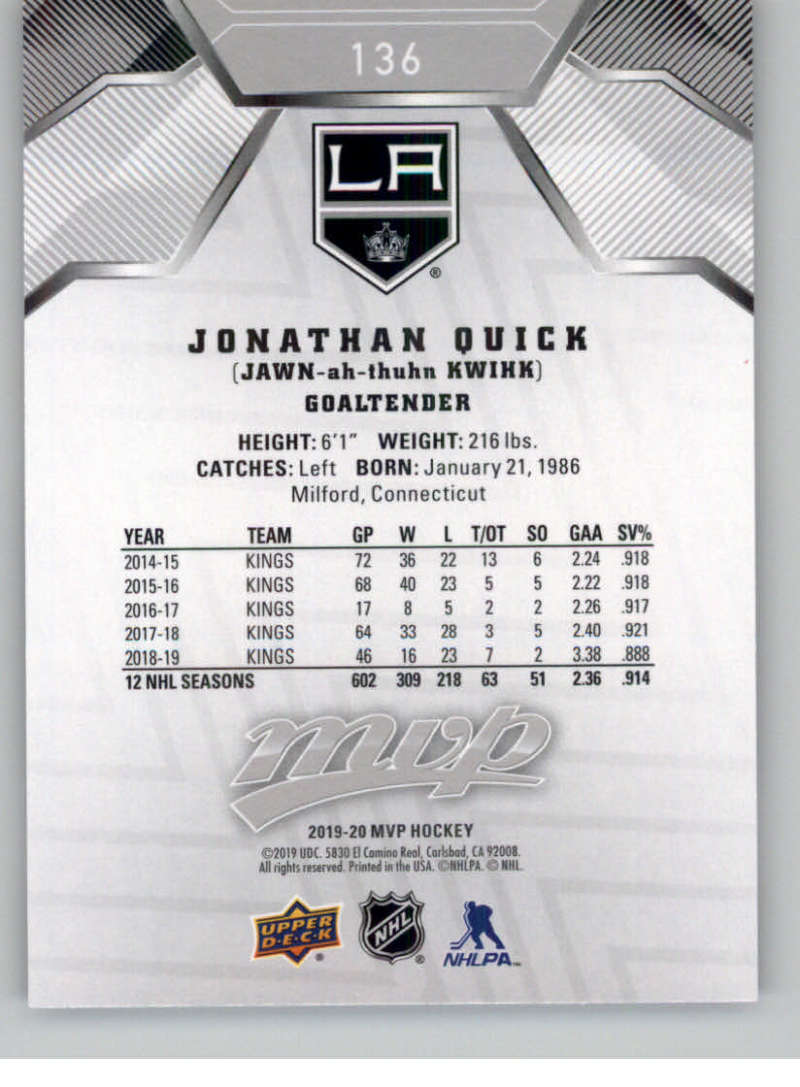 136
LA
®
JONATHAN QUICK
(JAWN-ah-thuhn KWIHK)
GOALTENDER
HEIGHT: 6'1" WEIGHT: 216 lbs.
CATCHES: Left BORN: January 21, 1986
Milford, Connecticut
YEAR TEAM GP W L T/OT SO GAA SV%
2014-15 KINGS 72 36 22 13 6 2.24 .918
2015-16 KINGS 68 40 23 5 5 2.22 .918
2016-17 KINGS 17 8 5 2 2 2.26 .917
2017-18 KINGS 64 33 28 3 5 2.40 .921
2018-19 KINGS 46 16 23 7 2 3.38 .888
12 NHL SEASONS 602 309 218 63 51 2.36 .914
mvp
2019-20 MVP HOCKEY
©2019 UDC. 5830 El Camino Real, Carlsbad, CA 92008.
All rights reserved. Printed in the USA. ©NHLPA. © NHL.
UPPER DECK ® NHL ® NHLPA™